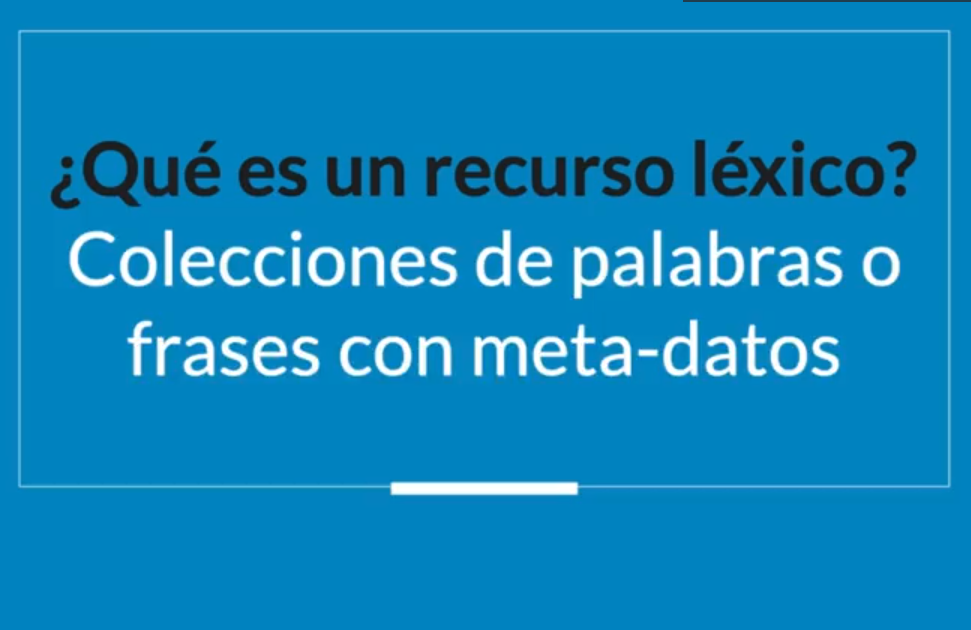 ¿Qué es un recurso léxico?
Colecciones de palabras o
frases con meta-datos